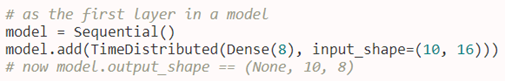 # as the first layer in a model
model = Sequential()
model.add(TimeDistributed(Dense(8), input_shape=(10, 16)))
# now model.output_shape == (None, 10, 8)